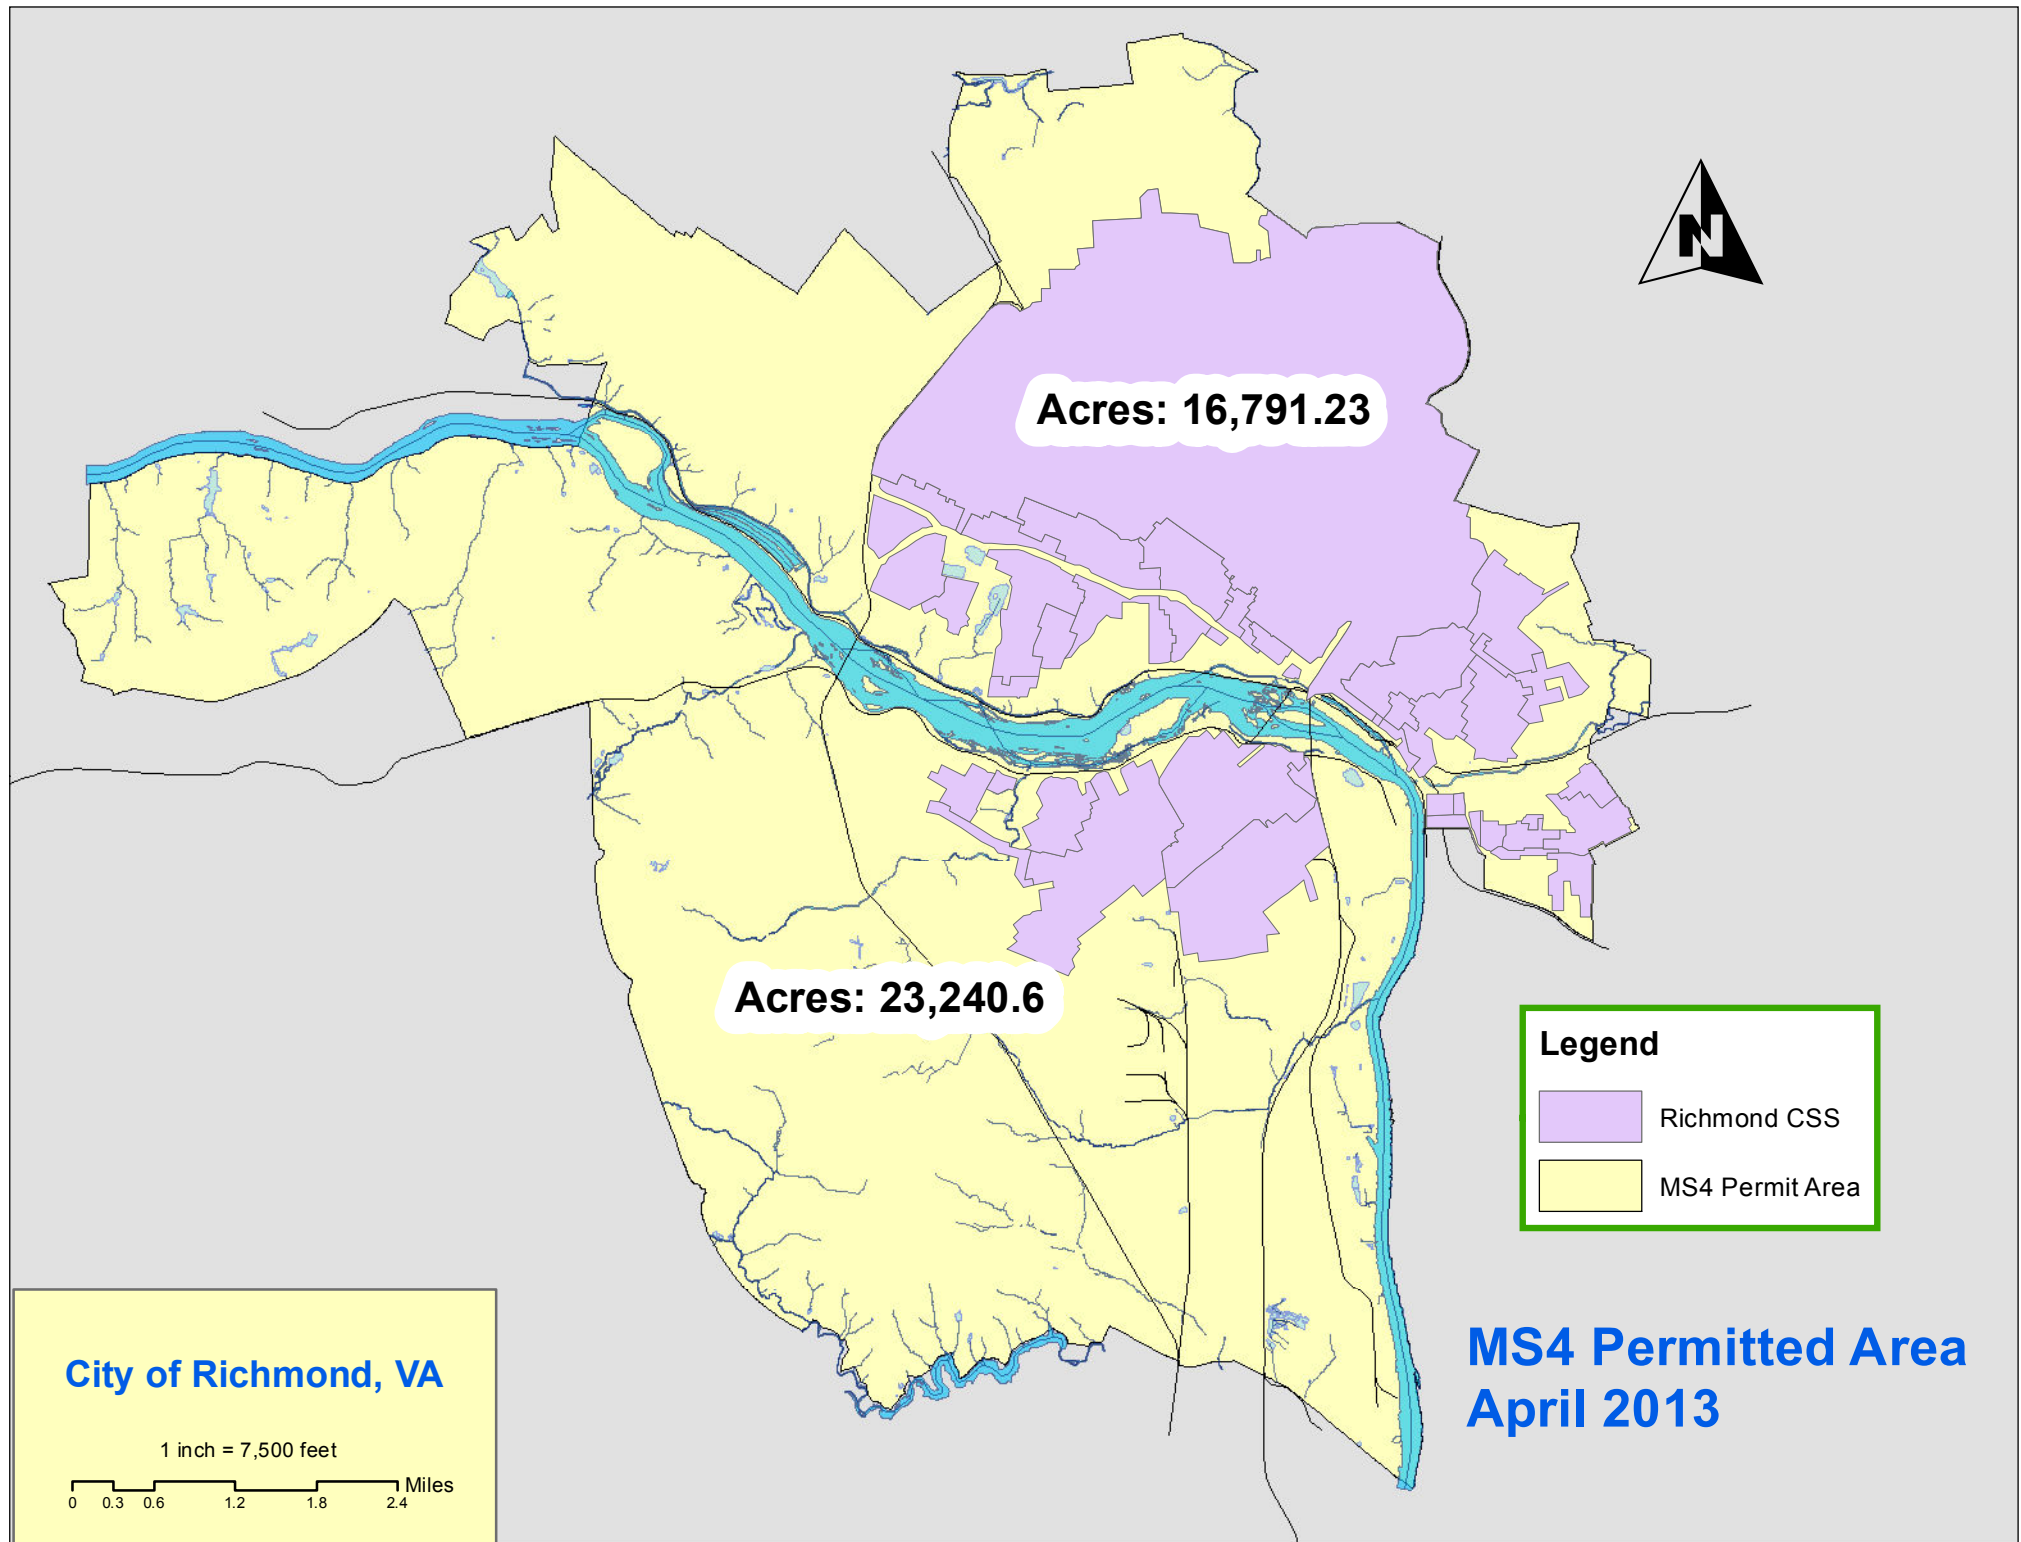 N
Acres: 16,791.23
Acres: 23,240.6
Legend
Richmond CSS
MS4 Permit Area
MS4 Permitted Area
April 2013
City of Richmond, VA
1 inch = 7,500 feet
Miles
0 0.3 0.6 1.2 1.8 2.4